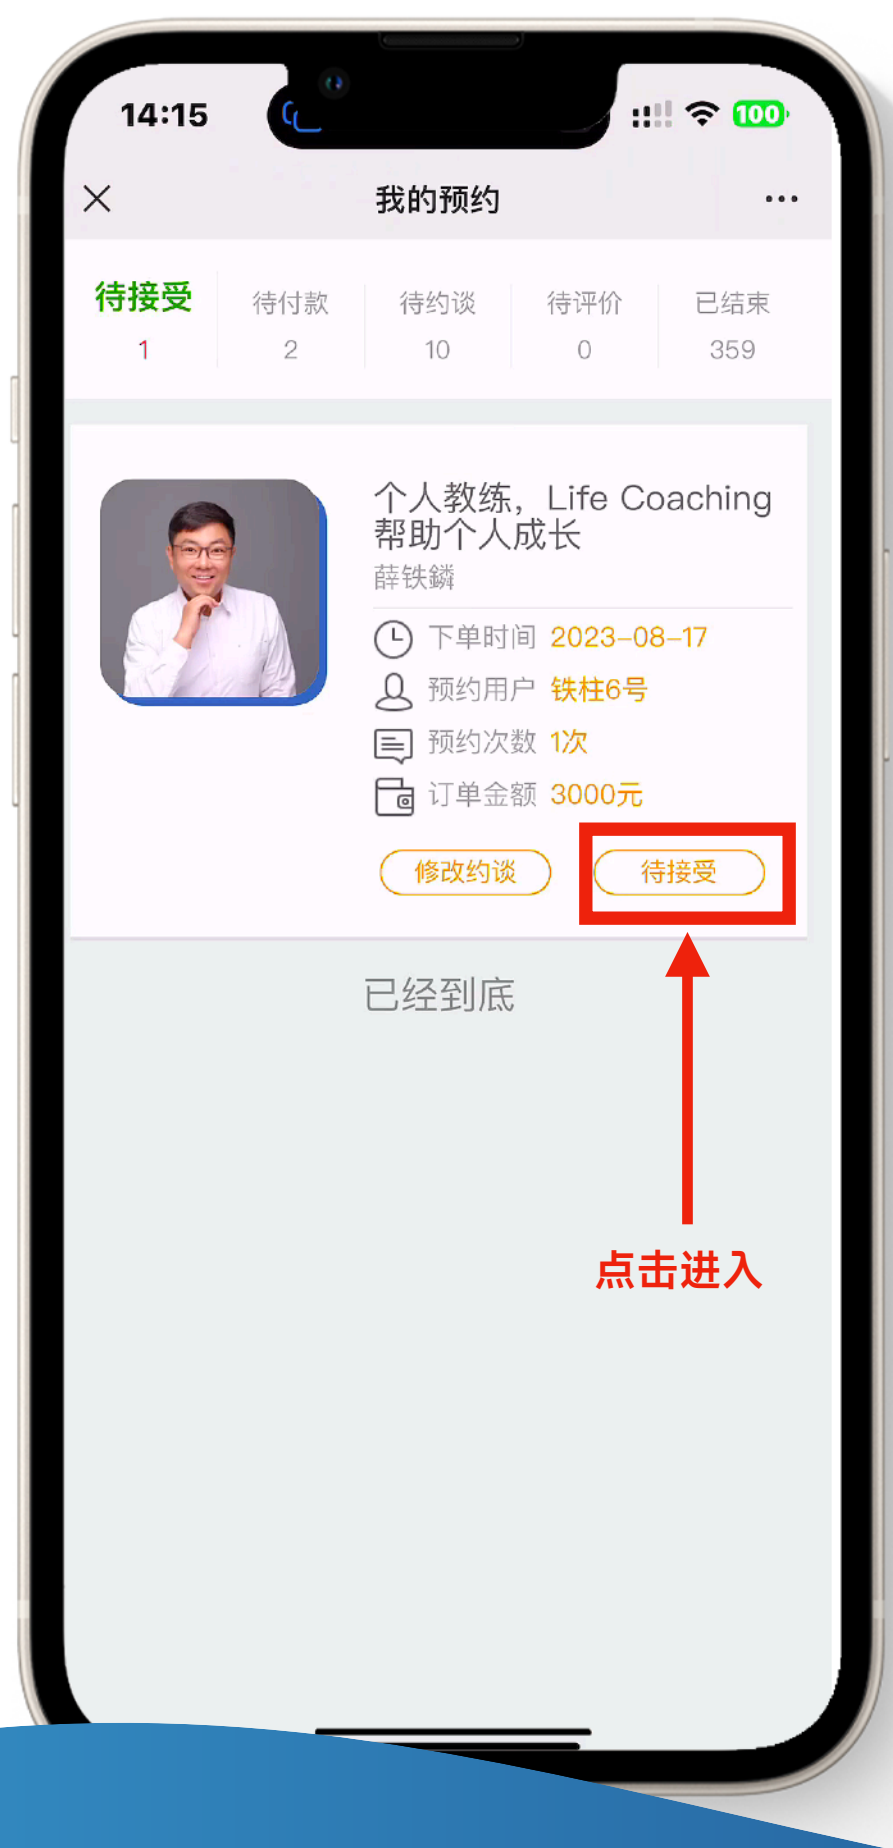 14:15
100
我的预约
待接受 待付款 待约谈 待评价 已结束
1 2 10 0 359
个人教练，Life Coaching
帮助个人成长
薛铁鏻
下单时间 2023-08-17
预约用户 铁柱6号
预约次数 1次
订单金额 3000元
修改约谈 待接受
已经到底
点击进入